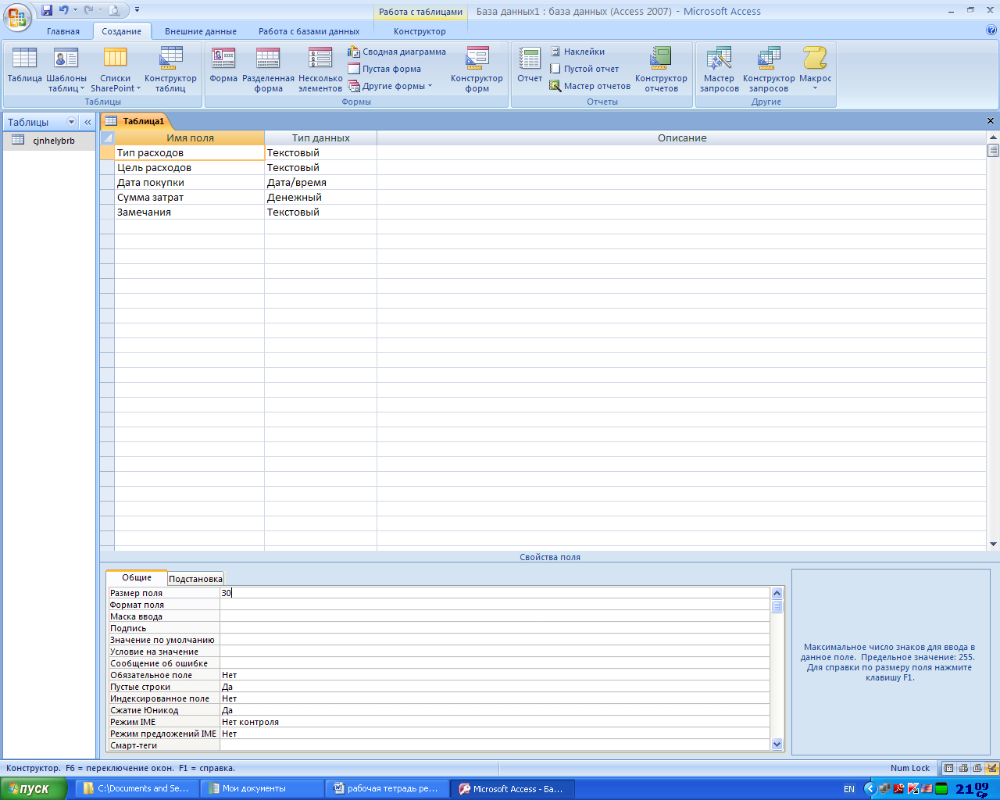 Работа с таблицами
База данных1 : база данных (Access 2007) - Microsoft Access
Главная
Создание
Внешние данные
Работа с базами данных
Конструктор
Таблица
Шаблоны таблиц
Списки SharePoint
Конструктор таблиц
Таблицы
Форма
Разделенная форма
Несколько элементов
Сводная диаграмма
Пустая форма
Другие формы
Конструктор форм
Формы
Отчет
Наклейки
Пустой отчет
Мастер отчетов
Конструктор отчетов
Отчеты
Мастер запросов
Конструктор запросов
Макрос
Другие
Таблицы
cjnhelybrb
Таблица1
Имя поля Тип данных Описание
Тип расходов Текстовый
Цель расходов Текстовый
Дата покупки Дата/время
Сумма затрат Денежный
Замечания Текстовый
Свойства поля
Общие Подстановка
Размер поля 30
Формат поля
Маска ввода
Подпись
Значение по умолчанию
Условие на значение
Сообщение об ошибке
Обязательное поле Нет
Пустые строки Да
Индексированное поле Нет
Сжатие Юникод Да
Режим IME Нет контроля
Режим предложений IME Нет
Смарт-теги
Максимальное число знаков для ввода в
данное поле. Предельное значение: 255.
Для справки по размеру поля нажмите
клавишу F1.
Конструктор. F6 = переключение окон. F1 = справка.
Num Lock
пуск
C:\Documents and Se...
Мои документы
рабочая тетрадь ре...
Microsoft Access - Ба...
EN
21 09
Ср